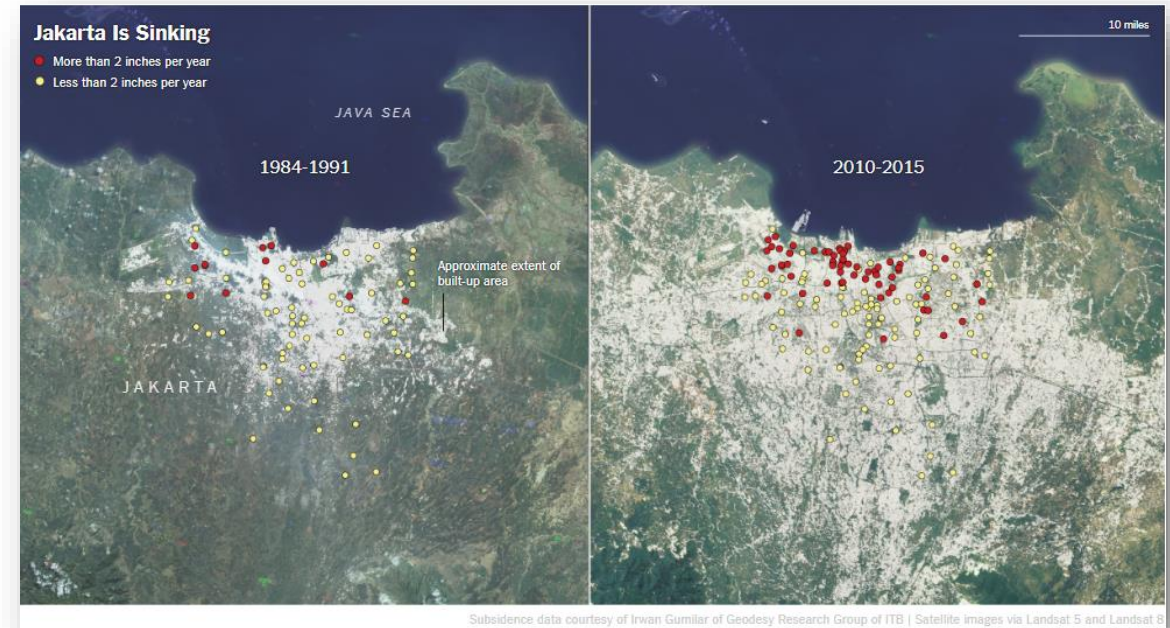 Jakarta Is Sinking
More than 2 inches per year
Less than 2 inches per year
10 miles
JAVA SEA
1984-1991
2010-2015
Approximate extent of
built-up area
JAKARTA
Subsidence data courtesy of Irwan Gumilar of Geodesy Research Group of ITB | Satellite images via Landsat 5 and Landsat 8